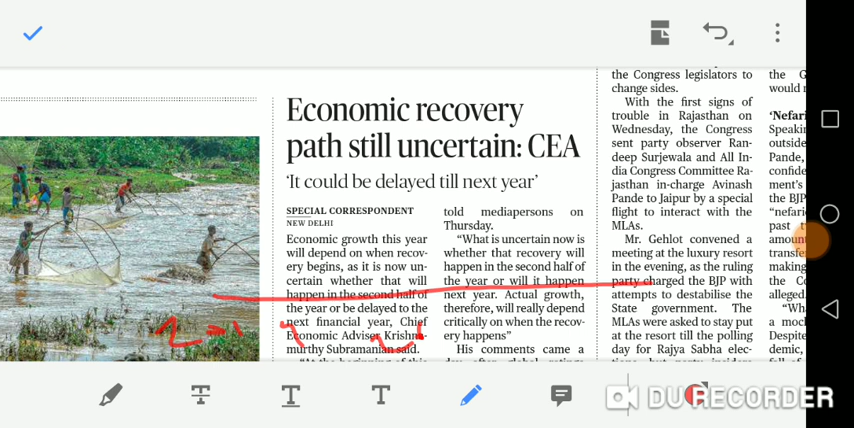 Economic recovery
path still uncertain: CEA
'It could be delayed till next year'
SPECIAL CORRESPONDENT
NEW DELHI
Economic growth this year
will depend on when recov-
ery begins, as it is now un-
certain whether that will
happen in the second half of
the year or be delayed to the
next financial year, Chief
Economic Adviser Krishna-
murthy Subramanian said.
told mediapersons on
Thursday.
"What is uncertain now is
whether that recovery will
happen in the second half of
the year or will it happen
next year. Actual growth,
therefore, will really depend
critically on when the recov-
ery happens"
His comments came a
the Congress legislators to
change sides.
With the first signs of
trouble in Rajasthan on
Wednesday, the Congress
sent party observer Ran-
deep Surjewala and All In-
dia Congress Committee Ra-
jasthan in-charge Avinash
Pande to Jaipur by a special
flight to interact with the
MLAs.
Mr. Gehlot convened a
meeting at the luxury resort
in the evening, as the ruling
party charged the BJP with
attempts to destabilise the
State government. The
MLAs were asked to stay put
at the resort till the polling
day for Rajya Sabha elec-
the G
would
'Nefari
Speaki
outside
Pande,
confide
ment's
the BJP
"nefari
past t
amount
transfe
making
the Co
alleged.
"Wha
a mock
Despite
demic,
T
T
T
DU RECORDER